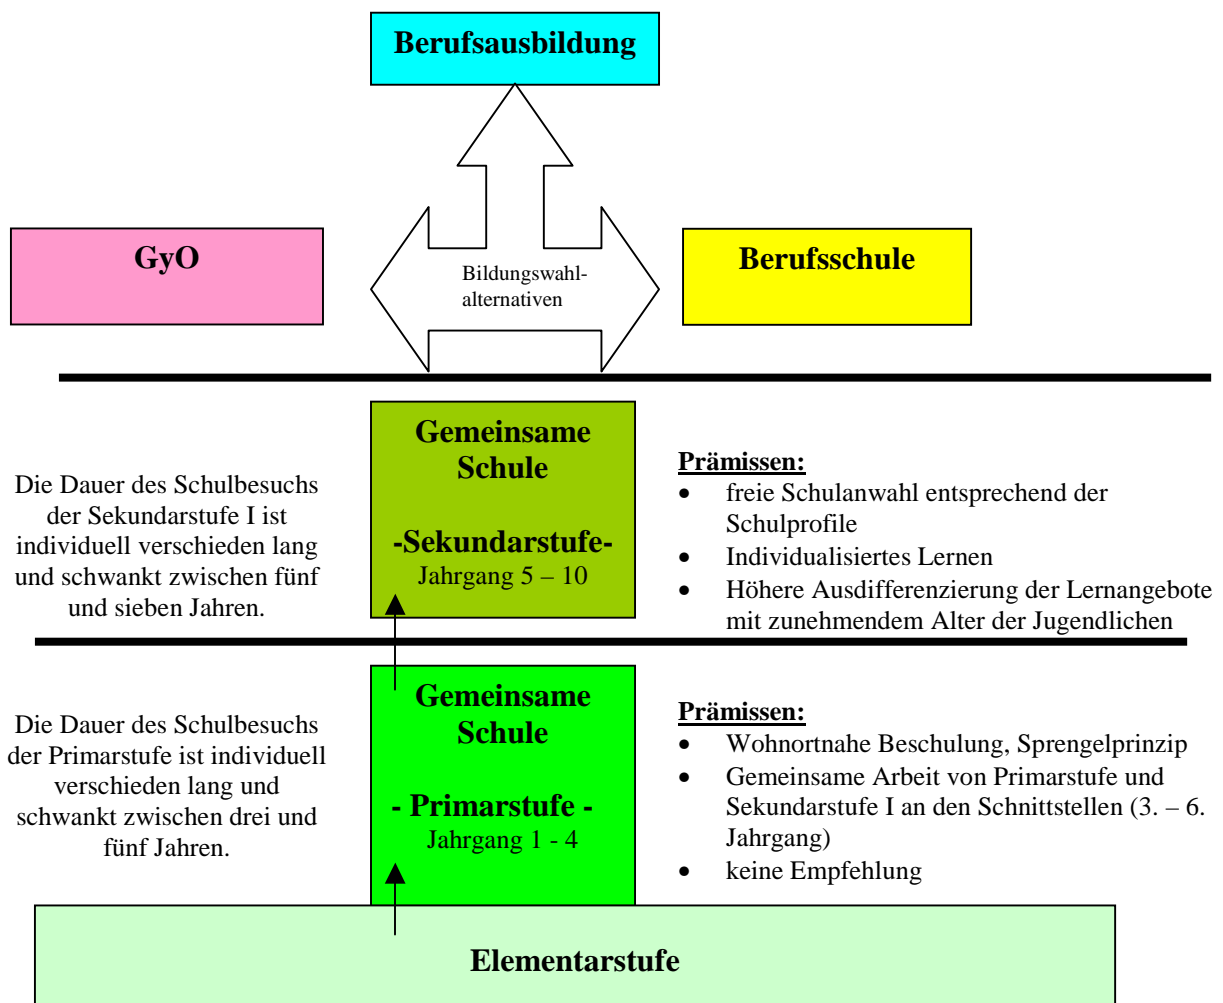 Berufsausbildung
GyO
Bildungswahl-
alternativen
Berufsschule
Die Dauer des Schulbesuchs
der Sekundarstufe I ist
individuell verschieden lang
und schwankt zwischen fünf
und sieben Jahren.
Gemeinsame
Schule
-Sekundarstufe-
Jahrgang 5 – 10
Prämissen:
• freie Schulanwahl entsprechend der
Schulprofile
• Individualisiertes Lernen
• Höhere Ausdifferenzierung der Lernangebote
mit zunehmendem Alter der Jugendlichen
Die Dauer des Schulbesuchs
der Primarstufe ist individuell
verschieden lang und
schwankt zwischen drei und
fünf Jahren.
Gemeinsame
Schule
- Primarstufe -
Jahrgang 1 - 4
Prämissen:
• Wohnortnahe Beschulung, Sprengelprinzip
• Gemeinsame Arbeit von Primarstufe und
Sekundarstufe I an den Schnittstellen (3. – 6.
Jahrgang)
• keine Empfehlung
Elementarstufe